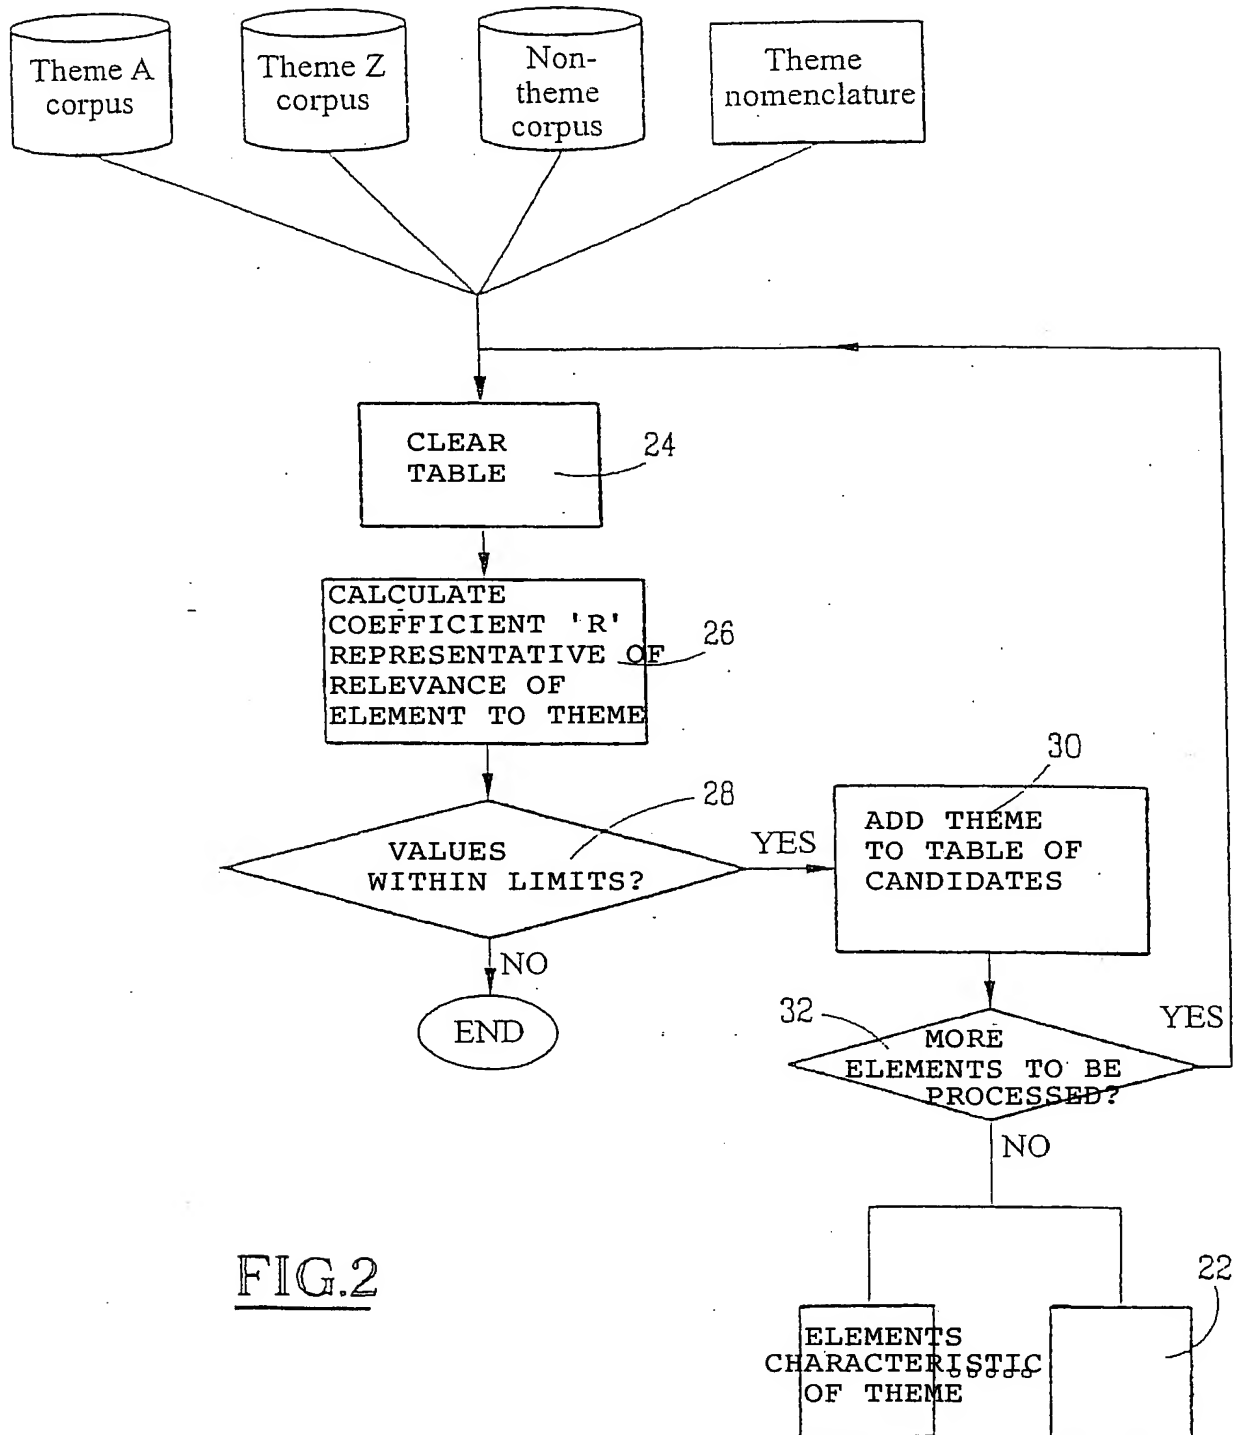 Theme A
corpus
Theme Z
corpus
Non-
theme
corpus
Theme
nomenclature
CLEAR
TABLE
24
CALCULATE
COEFFICIENT 'R'
REPRESENTATIVE OF
RELEVANCE OF
ELEMENT TO THEME
26
28
VALUES
WITHIN LIMITS?
YES
30
ADD THEME
TO TABLE OF
CANDIDATES
NO
END
32
MORE
ELEMENTS TO BE
PROCESSED?
YES
NO
22
ELEMENTS
CHARACTERISTIC
OF THEME
FIG.2